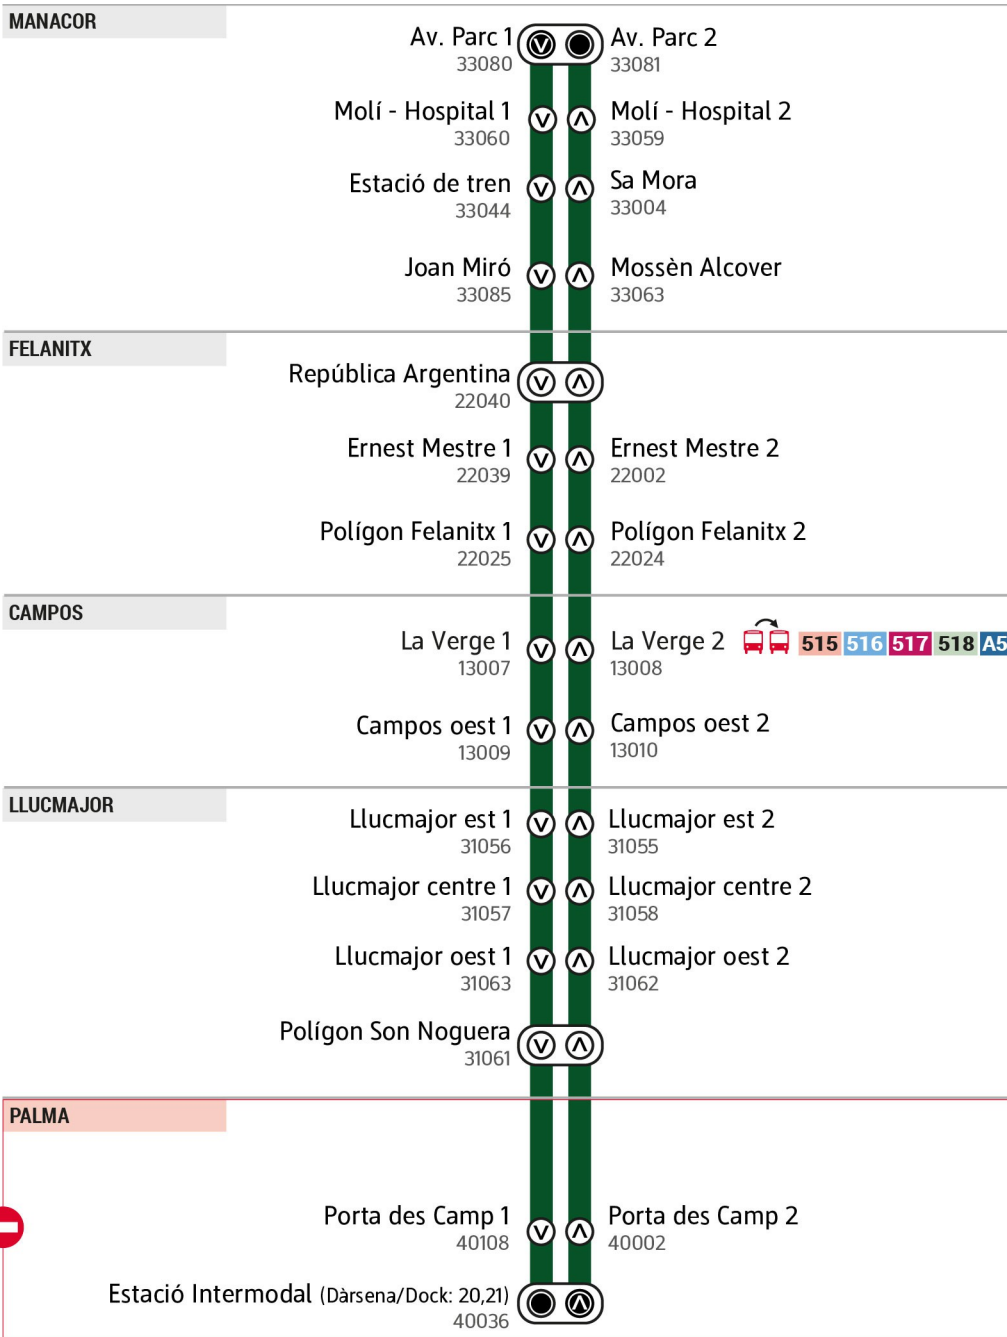 MANACOR
Av. Parc 1 Av. Parc 2
33080 33081
Molí - Hospital 1 Molí - Hospital 2
33060 33059
Estació de tren Sa Mora
33044 33004
Joan Miró Mossèn Alcover
33085 33063
FELANITX
República Argentina
22040
Ernest Mestre 1 Ernest Mestre 2
22039 22002
Polígon Felanitx 1 Polígon Felanitx 2
22025 22024
CAMPOS
La Verge 1 La Verge 2 515 516 517 518 A5
13007 13008
Campos oest 1 Campos oest 2
13009 13010
LLUCMAJOR
Llucmajor est 1 Llucmajor est 2
31056 31055
Llucmajor centre 1 Llucmajor centre 2
31057 31058
Llucmajor oest 1 Llucmajor oest 2
31063 31062
Polígon Son Noguera
31061
PALMA
Porta des Camp 1 Porta des Camp 2
40108 40002
Estació Intermodal (Dàrsena/Dock: 20,21)
40036